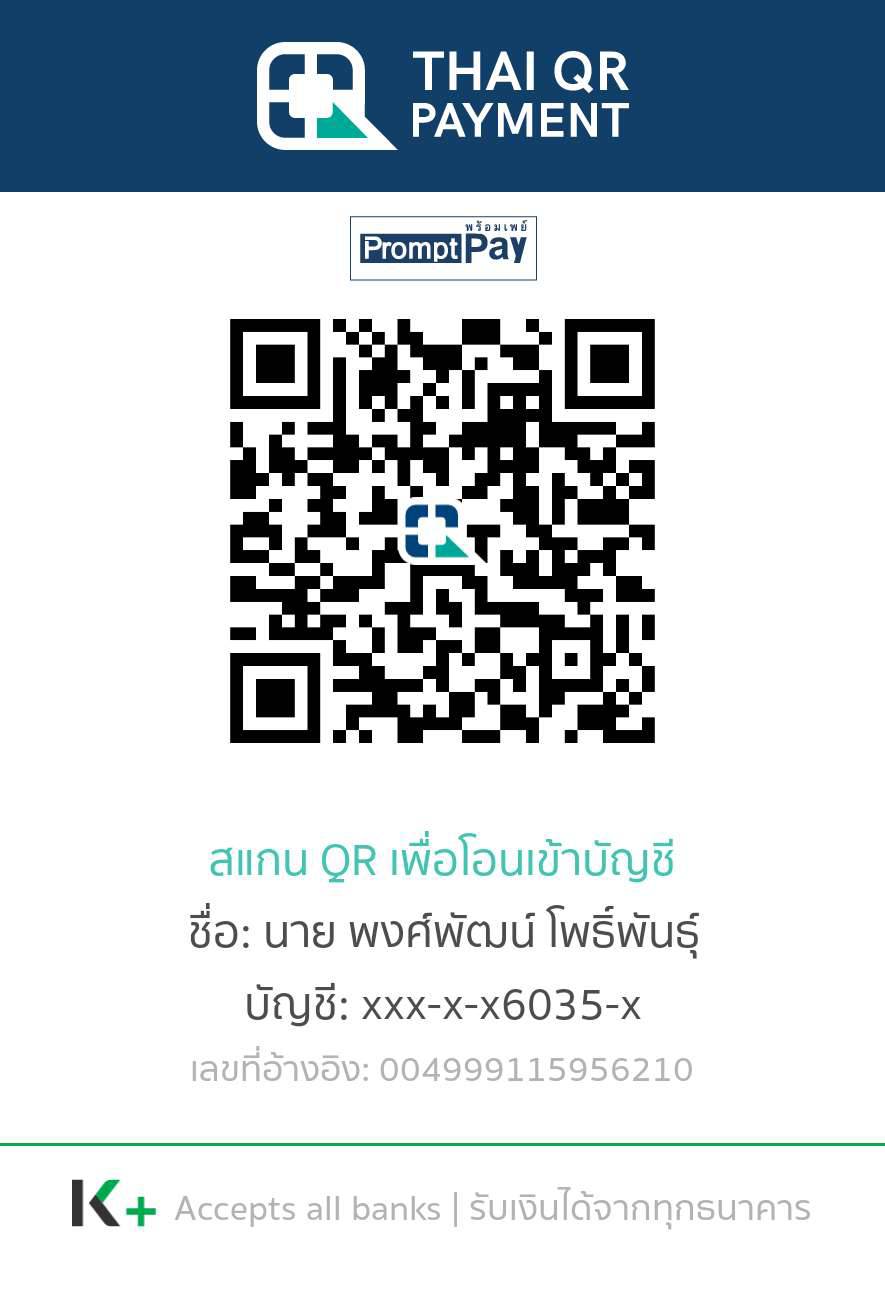 THAI QR
PAYMENT
พร้อมเพย์
PromptPay
สแกน QR เพื่อโอนเข้าบัญชี
ชื่อ: นาย พงศ์พัฒน์ โพธิ์พันธุ์
บัญชี: xxx-x-x6035-x
เลขที่อ้างอิง: 004999115956210
K+ Accepts all banks | รับเงินได้จากทุกธนาคาร